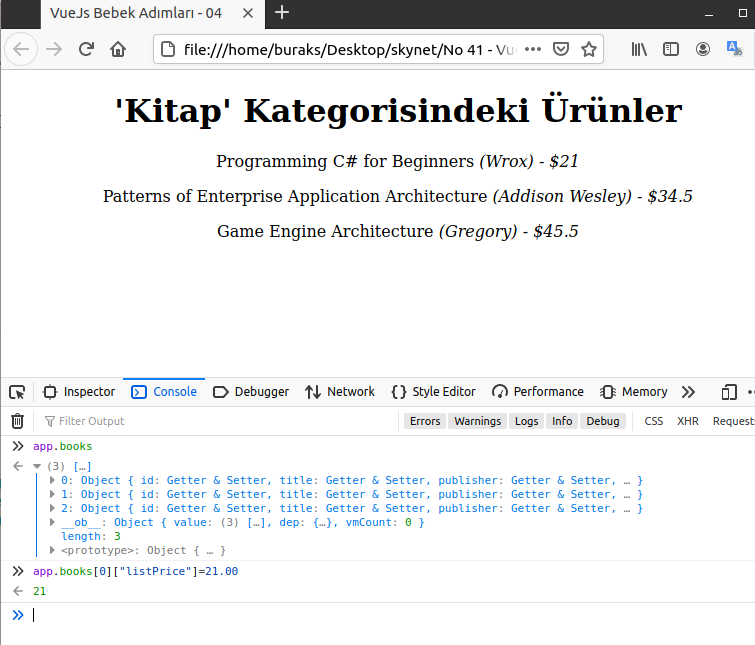 VueJs Bebek Adımları - 04
file:///home/buraks/Desktop/skynet/No 41 - Vu
'Kitap' Kategorisindeki Ürünler
Programming C# for Beginners (Wrox) - $21
Patterns of Enterprise Application Architecture (Addison Wesley) - $34.5
Game Engine Architecture (Gregory) - $45.5
Inspector Console Debugger Network {} Style Editor Performance Memory
Filter Output Errors Warnings Logs Info Debug CSS XHR Request
app.books
(3) […]
0: Object { id: Getter & Setter, title: Getter & Setter, publisher: Getter & Setter, … }
1: Object { id: Getter & Setter, title: Getter & Setter, publisher: Getter & Setter, … }
2: Object { id: Getter & Setter, title: Getter & Setter, publisher: Getter & Setter, … }
__ob__: Object { value: (3) […], dep: {…}, vmCount: 0 }
length: 3
<prototype>: Object { … }
app.books[0]["listPrice"]=21.00
21